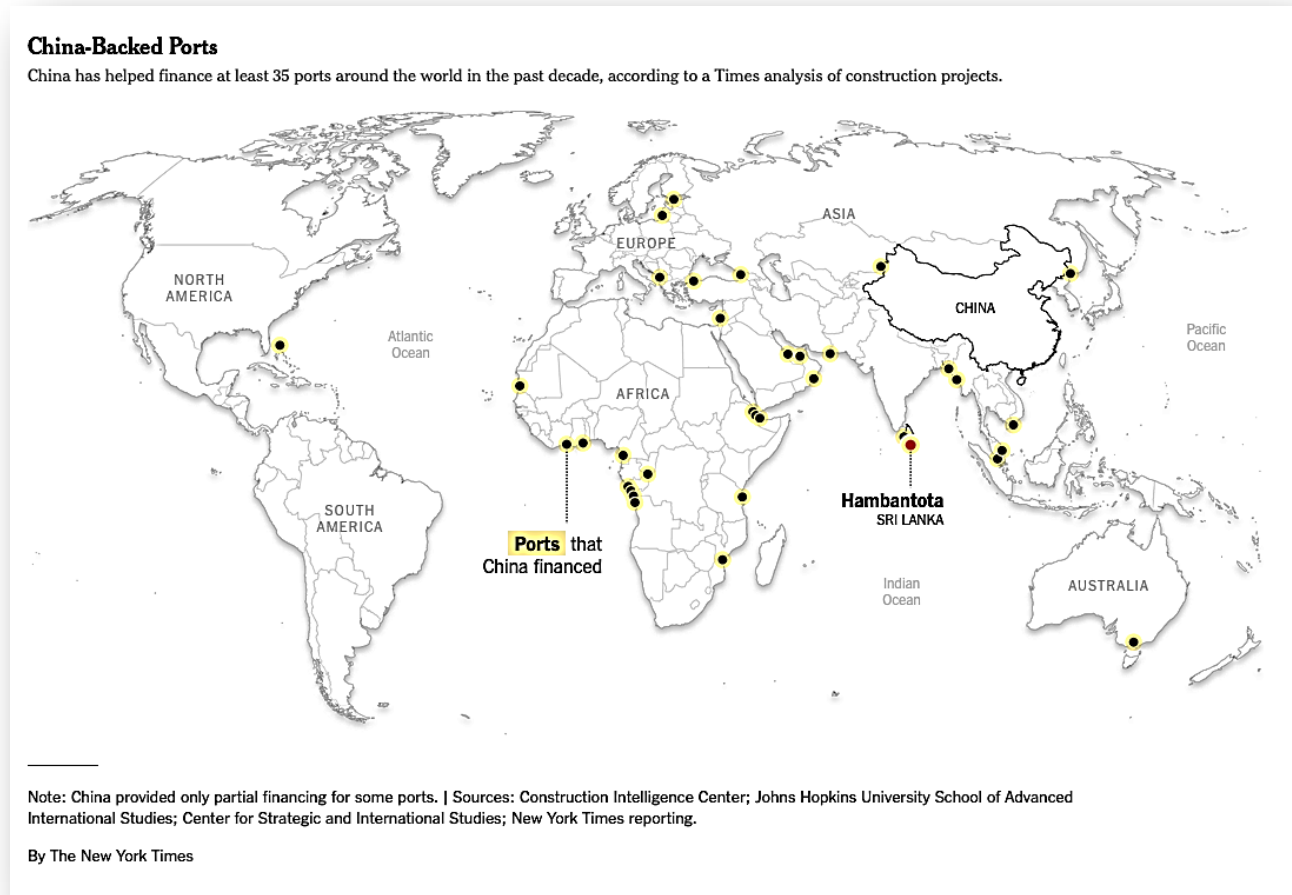 China-Backed Ports
China has helped finance at least 35 ports around the world in the past decade, according to a Times analysis of construction projects.
ASIA
EUROPE
NORTH
AMERICA
CHINA
Atlantic
Ocean
Pacific
Ocean
AFRICA
Hambantota
SRI LANKA
SOUTH
AMERICA
Ports that
China financed
Indian
Ocean
AUSTRALIA
Note: China provided only partial financing for some ports. | Sources: Construction Intelligence Center; Johns Hopkins University School of Advanced
International Studies; Center for Strategic and International Studies; New York Times reporting.
By The New York Times